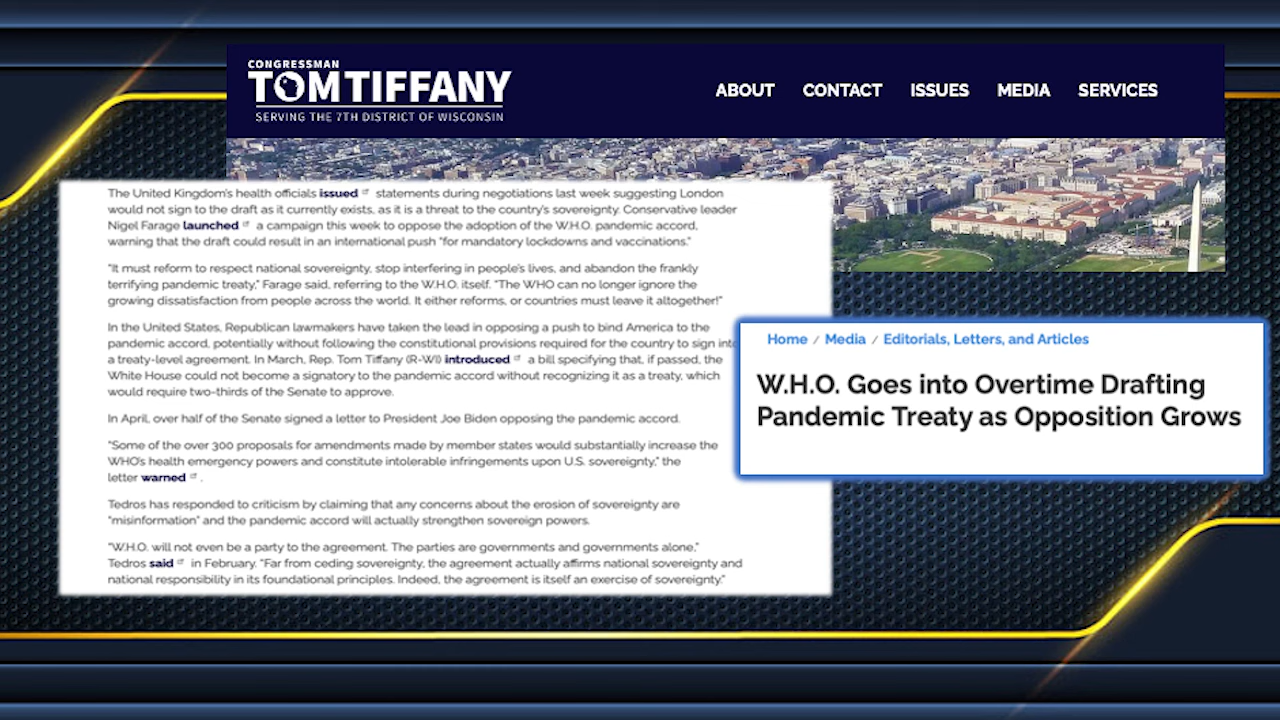 CONGRESSMAN
TOM TIFFANY
SERVING THE 7TH DISTRICT OF WISCONSIN
ABOUT CONTACT ISSUES MEDIA SERVICES
The United Kingdom's health officials issued statements during negotiations last week suggesting London
would not sign to the draft as it currently exists, as it is a threat to the country's sovereignty. Conservative leader
Nigel Farage launched a campaign this week to oppose the adoption of the W.H.O. pandemic accord,
warning that the draft could result in an international push "for mandatory lockdowns and vaccinations."
"It must reform to respect national sovereignty, stop interfering in people's lives, and abandon the frankly
terrifying pandemic treaty," Farage said, referring to the W.H.O. itself. "The WHO can no longer ignore the
growing dissatisfaction from people across the world. It either reforms, or countries must leave it altogether!"
In the United States, Republican lawmakers have taken the lead in opposing a push to bind America to the
pandemic accord, potentially without following the constitutional provisions required for the country to sign into
a treaty-level agreement. In March, Rep. Tom Tiffany (R-WI) introduced a bill specifying that, if passed, the
White House could not become a signatory to the pandemic accord without recognizing it as a treaty, which
would require two-thirds of the Senate to approve.
In April, over half of the Senate signed a letter to President Joe Biden opposing the pandemic accord.
"Some of the over 300 proposals for amendments made by member states would substantially increase the
WHO's health emergency powers and constitute intolerable infringements upon U.S. sovereignty," the
letter warned .
Tedros has responded to criticism by claiming that any concerns about the erosion of sovereignty are
"misinformation" and the pandemic accord will actually strengthen sovereign powers.
"W.H.O. will not even be a party to the agreement. The parties are governments and governments alone,"
Tedros said in February. "Far from ceding sovereignty, the agreement actually affirms national sovereignty and
national responsibility in its foundational principles. Indeed, the agreement is itself an exercise of sovereignty."
Home / Media / Editorials, Letters, and Articles
W.H.O. Goes into Overtime Drafting
Pandemic Treaty as Opposition Grows